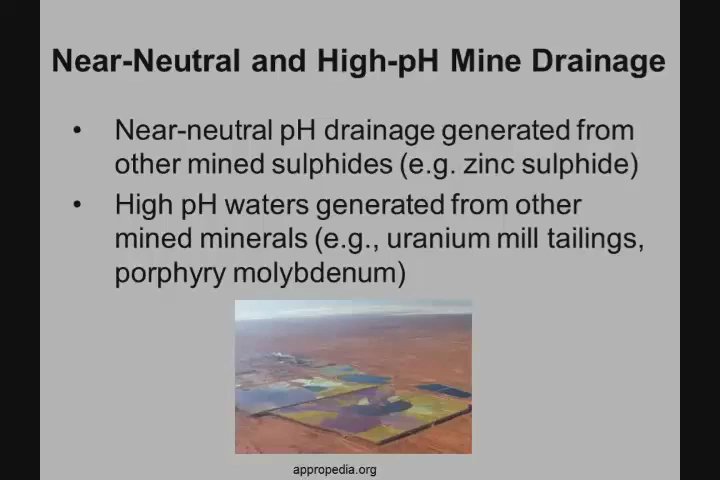 Near-Neutral and High-pH Mine Drainage
• Near-neutral pH drainage generated from
other mined sulphides (e.g. zinc sulphide)
• High pH waters generated from other
mined minerals (e.g., uranium mill tailings,
porphyry molybdenum)
appropedia.org